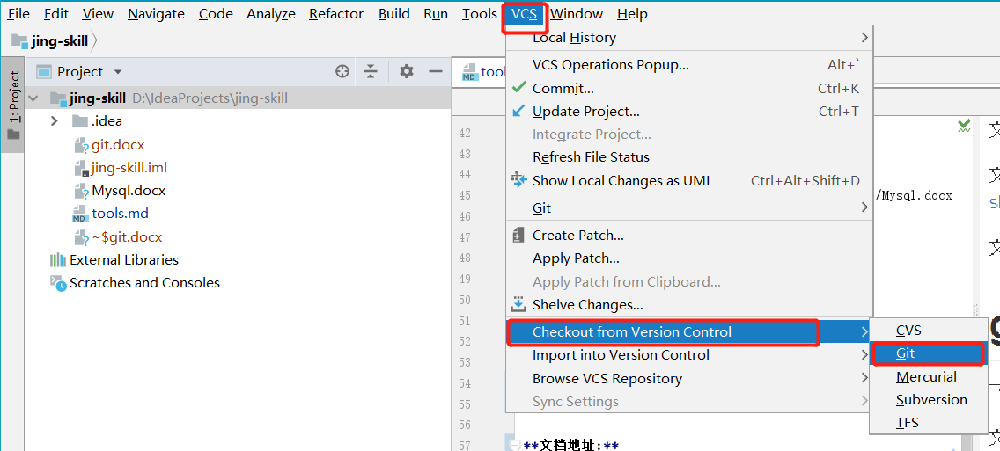 File Edit View Navigate Code Analyze Refactor Build Run Tools VCS Window Help
jing-skill
1: Project
Project
jing-skill D:\IdeaProjects\jing-skill
.idea
git.docx
jing-skill.iml
Mysql.docx
tools.md
~$git.docx
External Libraries
Scratches and Consoles
MD tool
42
43
44
45
46
47
48
49
50
51
52
53
54
55
56
57
Local History
VCS Operations Popup... Alt+`
Commit... Ctrl+K
Update Project... Ctrl+T
Integrate Project...
Refresh File Status
Show Local Changes as UML Ctrl+Alt+Shift+D
Git
Create Patch...
Apply Patch...
Apply Patch from Clipboard...
Shelve Changes...
Checkout from Version Control
Import into Version Control
Browse VCS Repository
Sync Settings
CVS
Git
Mercurial
Subversion
TFS
/Mysql.docx
**文档地址:**